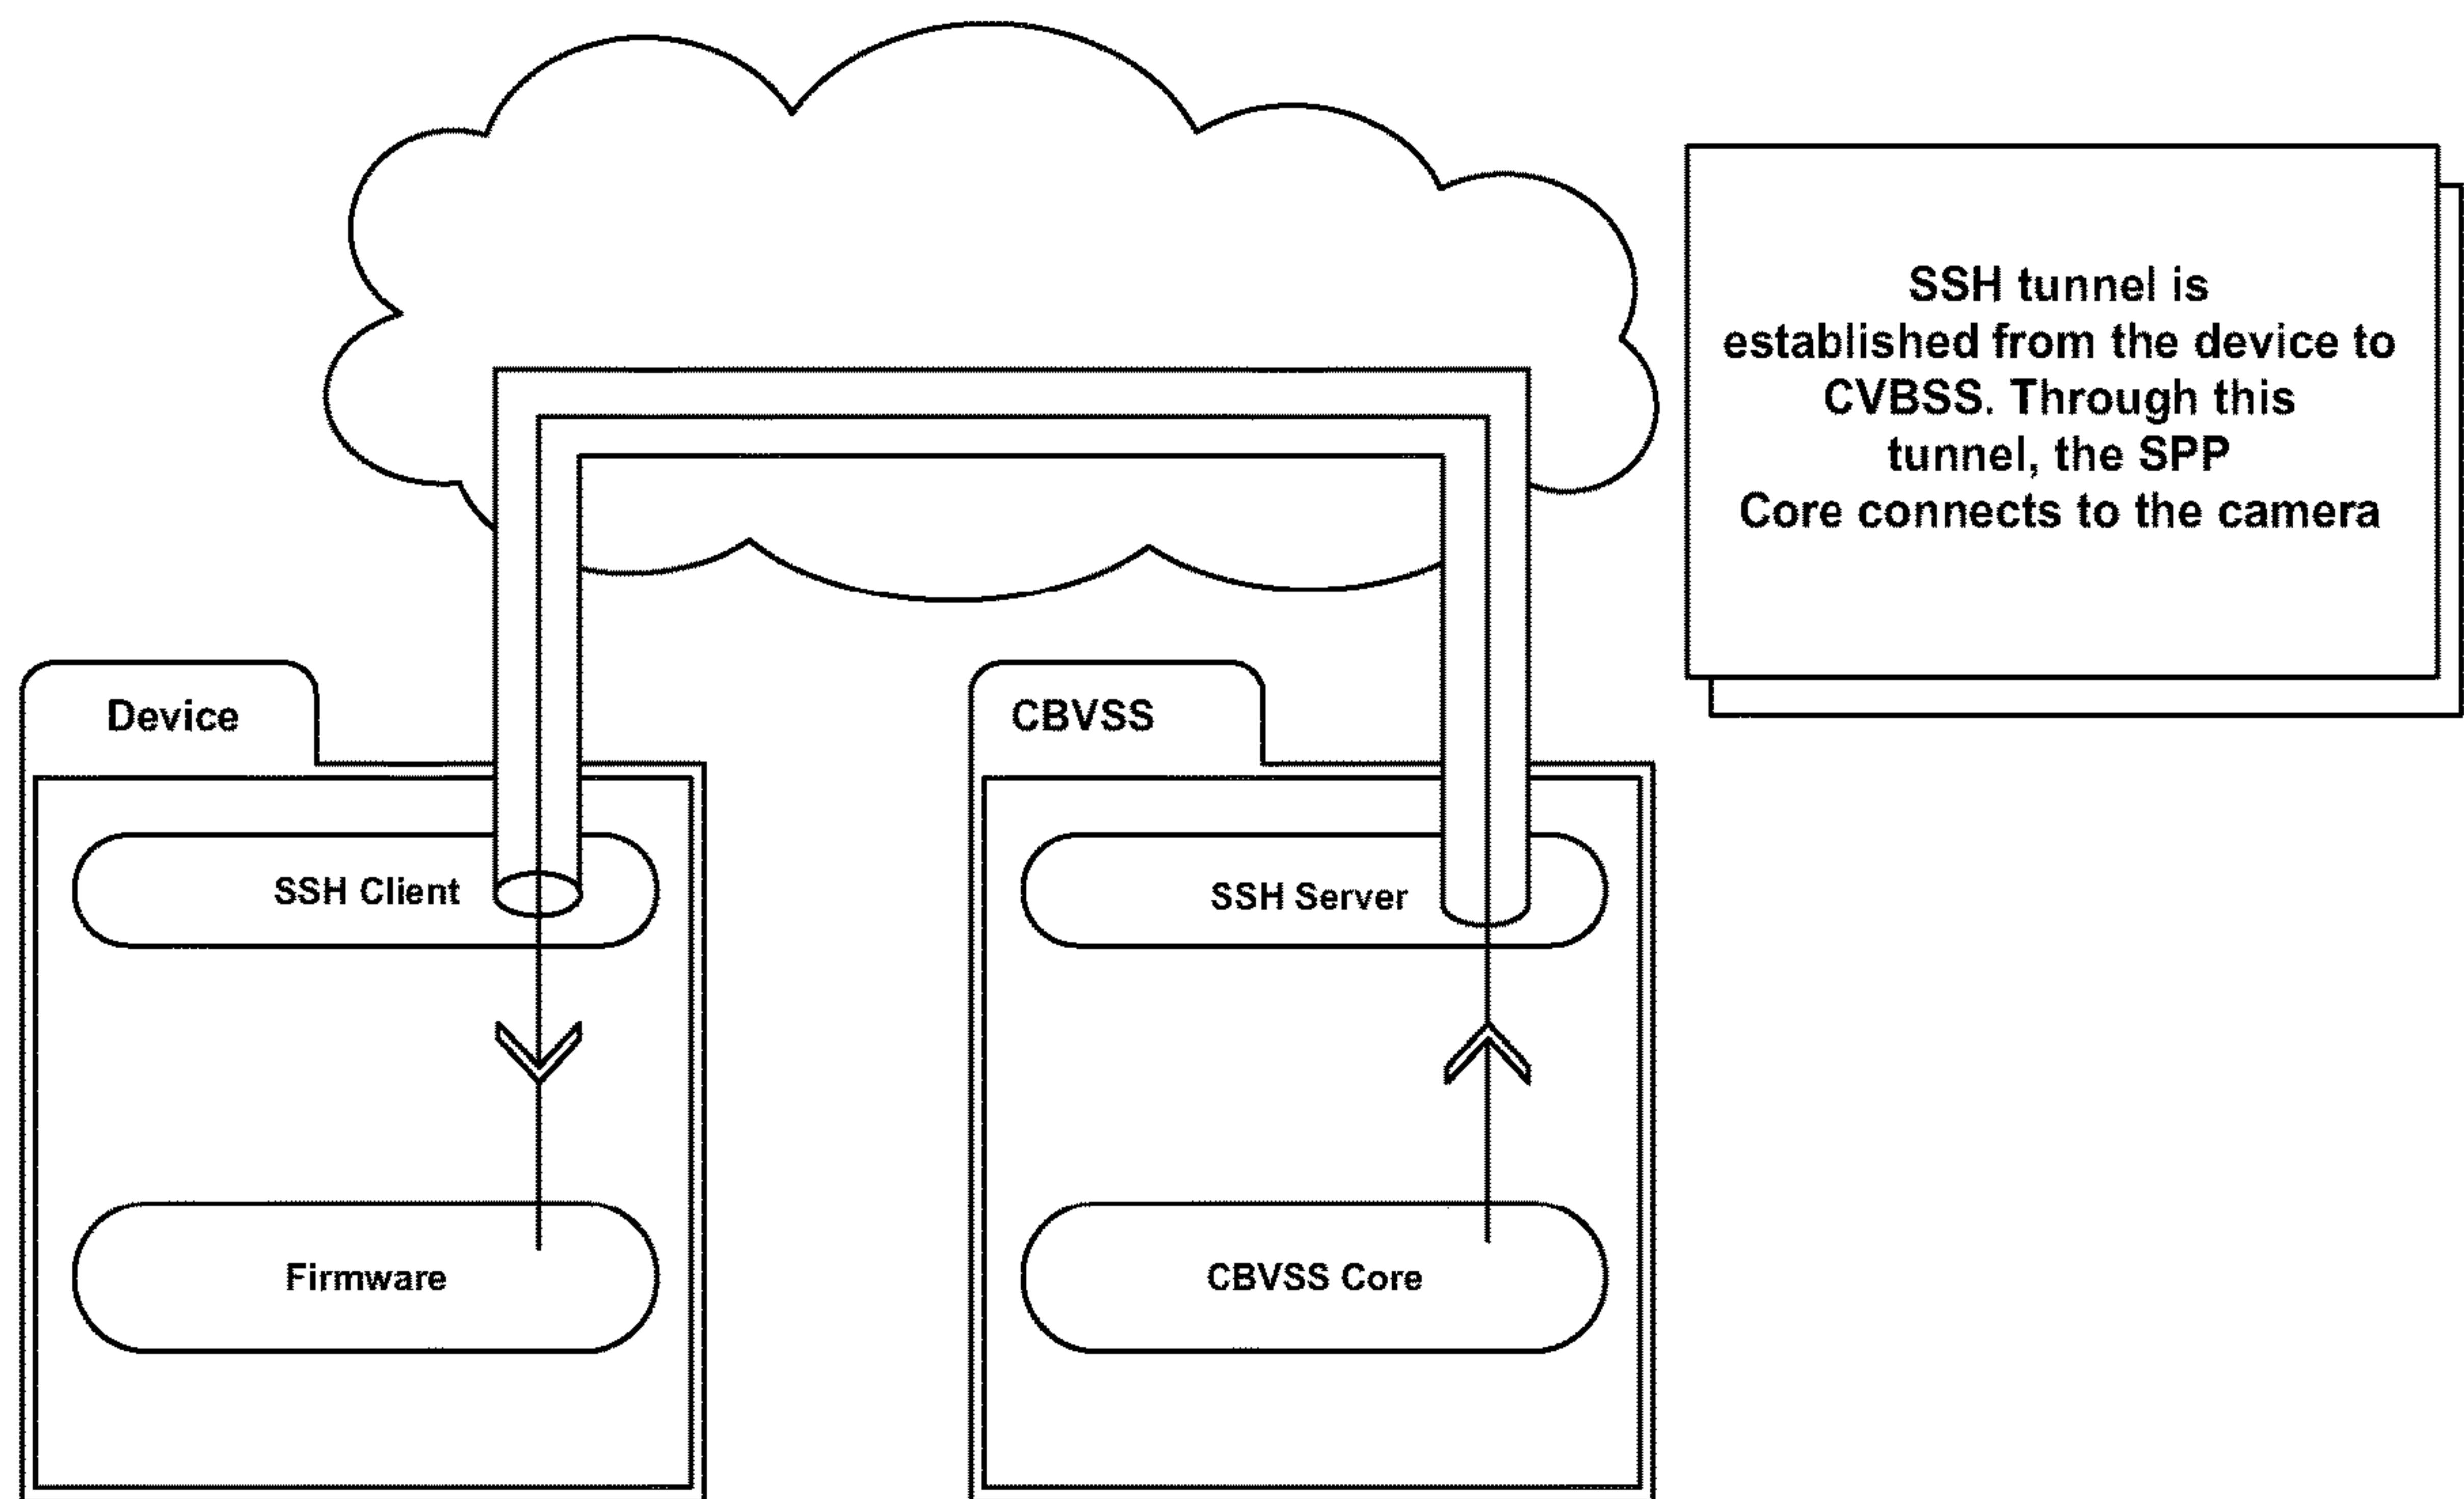 SSH tunnel is
established from the device to
CVBSS. Through this
tunnel, the SPP
Core connects to the camera
Device
CBVSS
SSH Client
SSH Server
Firmware
CBVSS Core